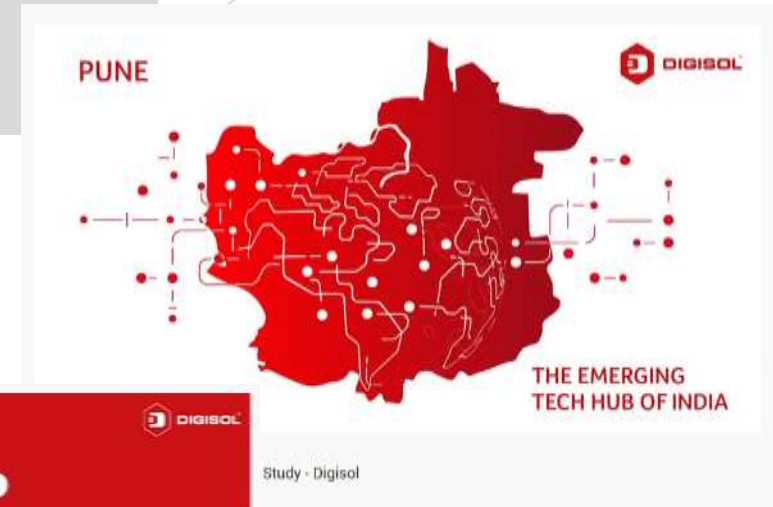 PUNE
DIGISOL
THE EMERGING
TECH HUB OF INDIA
DIGISOL
Study - Digisol